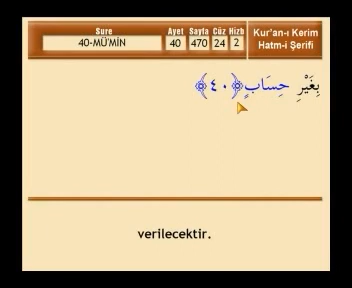 Sure Ayet Sayfa Cüz Hizb
40-MÜ'MİN 40 470 24 2
Kur'an-ı Kerim
Hatm-i Şerifi
بِغَيْرِ حِسَابٍ ﴿٤٠﴾
verilecektir.